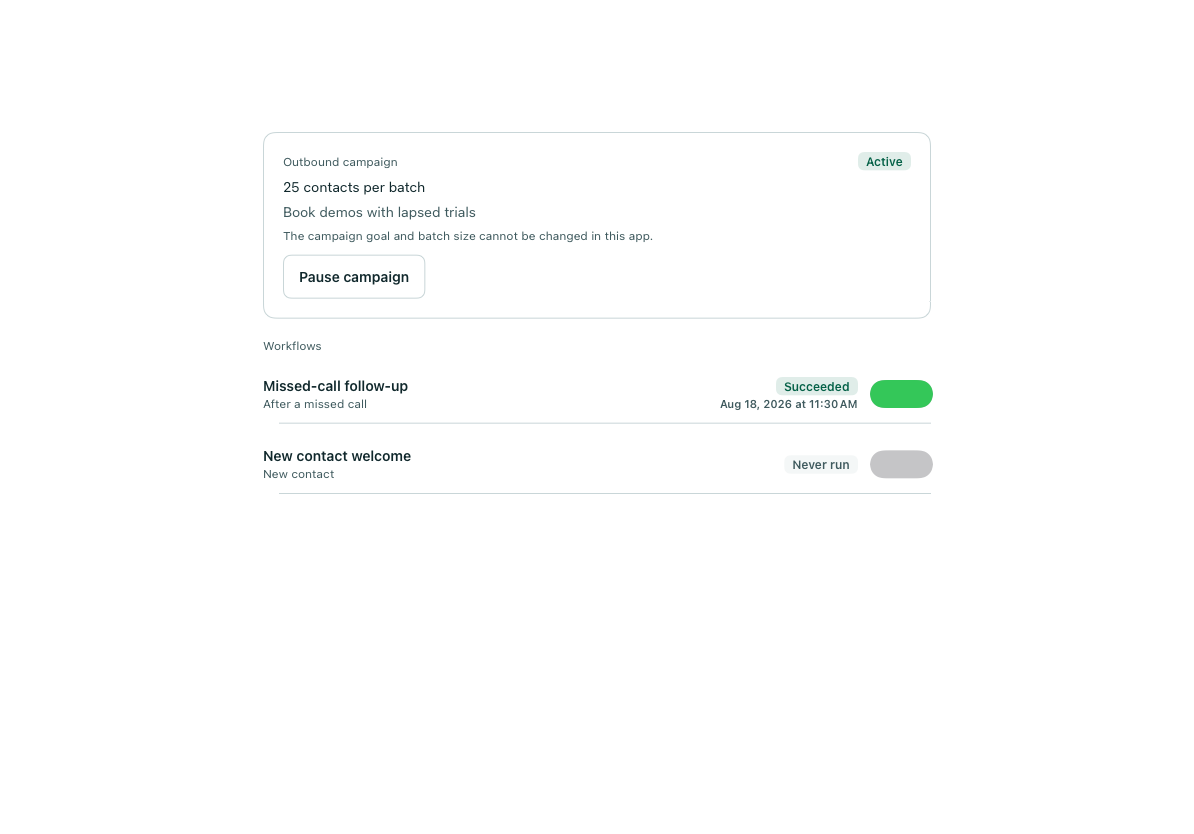 Outbound campaign
Active
25 contacts per batch
Book demos with lapsed trials
The campaign goal and batch size cannot be changed in this app.
Pause campaign
Workflows
Missed-call follow-up
Succeeded
After a missed call
Aug 18, 2026 at 11:30 AM
New contact welcome
Never run
New contact